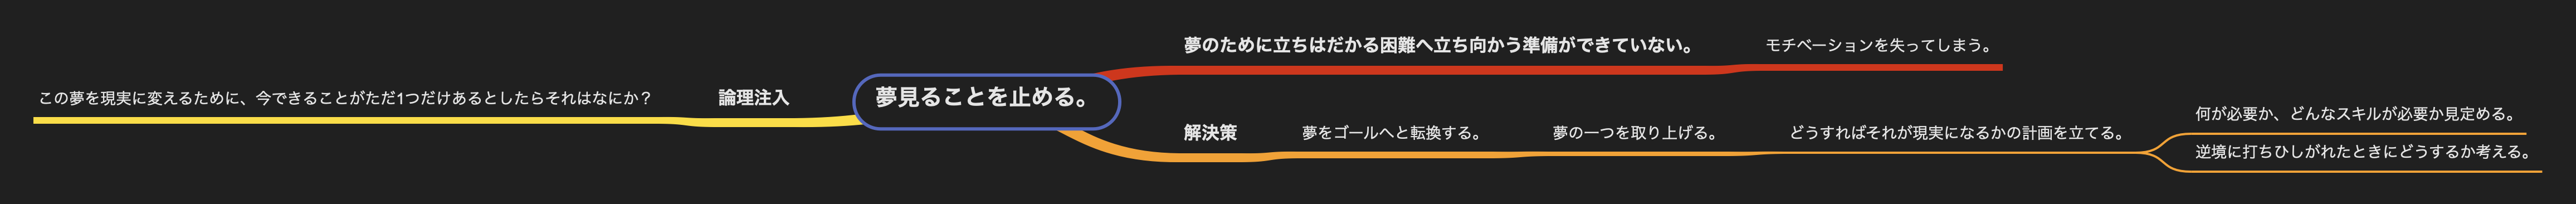 夢見ることを止める。
夢のために立ちはだかる困難へ立ち向かう準備ができていない。
モチベーションを失ってしまう。
解決策
夢をゴールへと転換する。
夢の一つを取り上げる。
どうすればそれが現実になるかの計画を立てる。
何が必要か、どんなスキルが必要か見定める。
逆境に打ちひしがれたときにどうするか考える。
論理注入
この夢を現実に変えるために、今できることがただ1つだけあるとしたらそれはなにか？